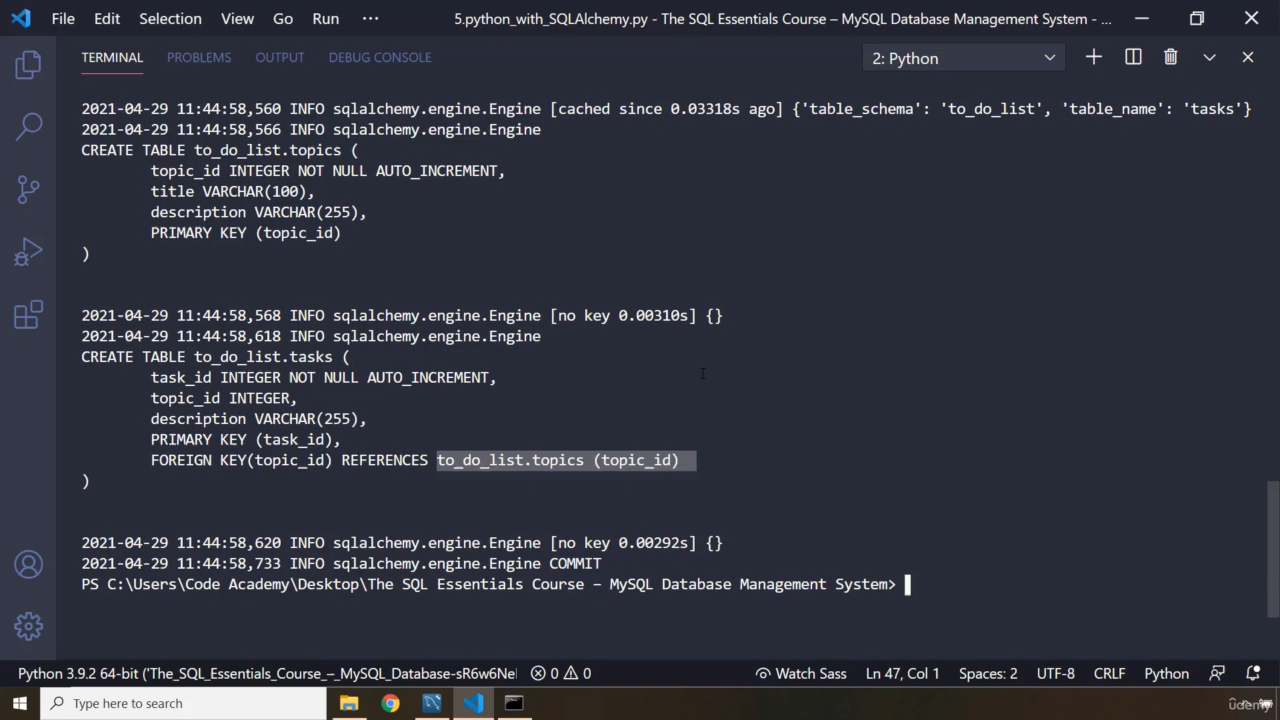 File Edit Selection View Go Run ··· 5.python_with_SQLAlchemy.py - The SQL Essentials Course – MySQL Database Management System - ...
TERMINAL PROBLEMS OUTPUT DEBUG CONSOLE 2: Python
2021-04-29 11:44:58,560 INFO sqlalchemy.engine.Engine [cached since 0.03318s ago] {'table_schema': 'to_do_list', 'table_name': 'tasks'}
2021-04-29 11:44:58,566 INFO sqlalchemy.engine.Engine
CREATE TABLE to_do_list.topics (
topic_id INTEGER NOT NULL AUTO_INCREMENT,
title VARCHAR(100),
description VARCHAR(255),
PRIMARY KEY (topic_id)
)
2021-04-29 11:44:58,568 INFO sqlalchemy.engine.Engine [no key 0.00310s] {}
2021-04-29 11:44:58,618 INFO sqlalchemy.engine.Engine
CREATE TABLE to_do_list.tasks (
task_id INTEGER NOT NULL AUTO_INCREMENT,
topic_id INTEGER,
description VARCHAR(255),
PRIMARY KEY (task_id),
FOREIGN KEY(topic_id) REFERENCES to_do_list.topics (topic_id)
)
2021-04-29 11:44:58,620 INFO sqlalchemy.engine.Engine [no key 0.00292s] {}
2021-04-29 11:44:58,733 INFO sqlalchemy.engine.Engine COMMIT
PS C:\Users\Code Academy\Desktop\The SQL Essentials Course – MySQL Database Management System>
Python 3.9.2 64-bit ('The_SQL_Essentials_Course_–_MySQL_Database-sR6w6Nel 0 0 Watch Sass Ln 47, Col 1 Spaces: 2 UTF-8 CRLF Python
Type here to search
udemy